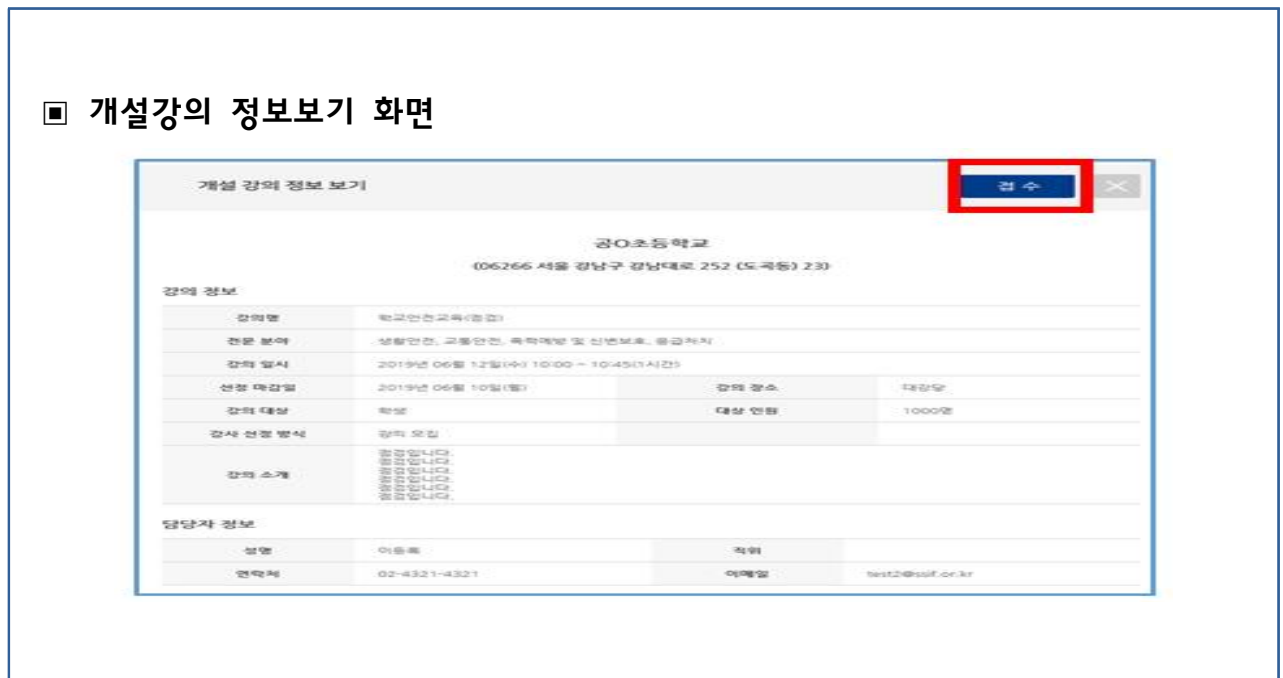 ▣ 개설강의 정보보기 화면
개설 강의 정보 보기
접 수
공O초등학교
(06266 서울 강남구 강남대로 252 (도곡동) 23)
강의 정보
강의명 학교안전교육(점검)
전문 분야 생활안전, 교통안전, 폭력예방 및 신변보호, 응급처치
강의 일시 2019년 06월 12일(수) 10:00 ~ 10:45(1시간)
선정 마감일 2019년 06월 10일(월) 강의 장소 대강당
강의 대상 학생 대상 인원 1000명
강사 선정 방식 강의 모집
강의 소개
점검입니다.
점검입니다.
점검입니다.
점검입니다.
점검입니다.
담당자 정보
성명 이등록 직위
연락처 02-4321-4321 이메일 test2@ssif.or.kr